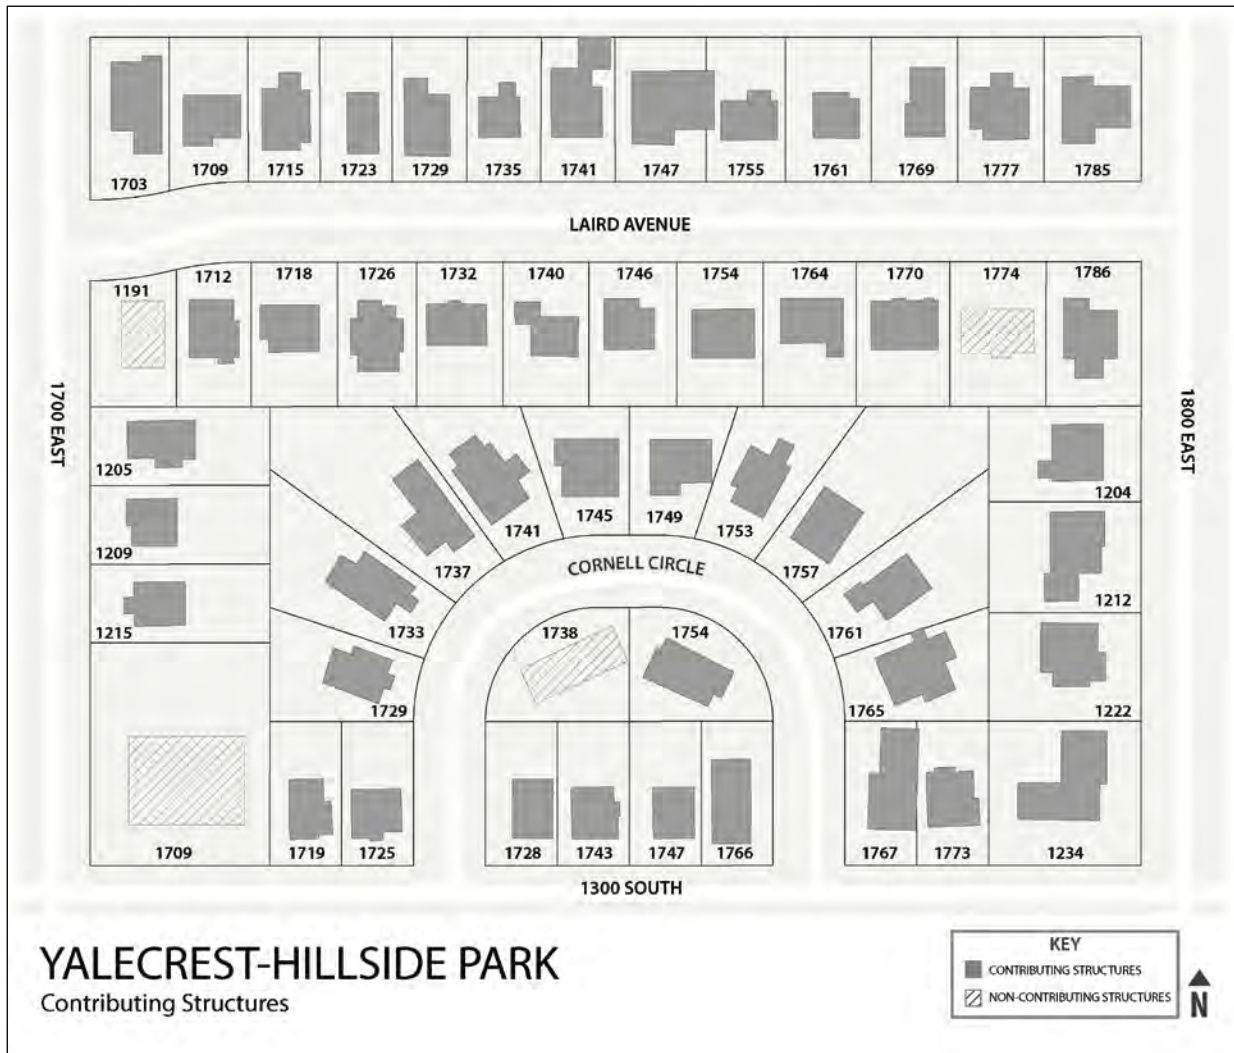 1703 1709 1715 1723 1729 1735 1741 1747 1755 1761 1769 1777 1785
LAIRD AVENUE
1191 1712 1718 1726 1732 1740 1746 1754 1764 1770 1774 1786
1700 EAST
1800 EAST
1205 1209 1215
1729 1733 1737 1741 1745 1749 1753 1757 1761 1765
1204 1212 1222
CORNELL CIRCLE
1738 1754
1709 1719 1725 1728 1743 1747 1766 1767 1773 1234
1300 SOUTH
YALECREST-HILLSIDE PARK
Contributing Structures
KEY
CONTRIBUTING STRUCTURES
NON-CONTRIBUTING STRUCTURES
N